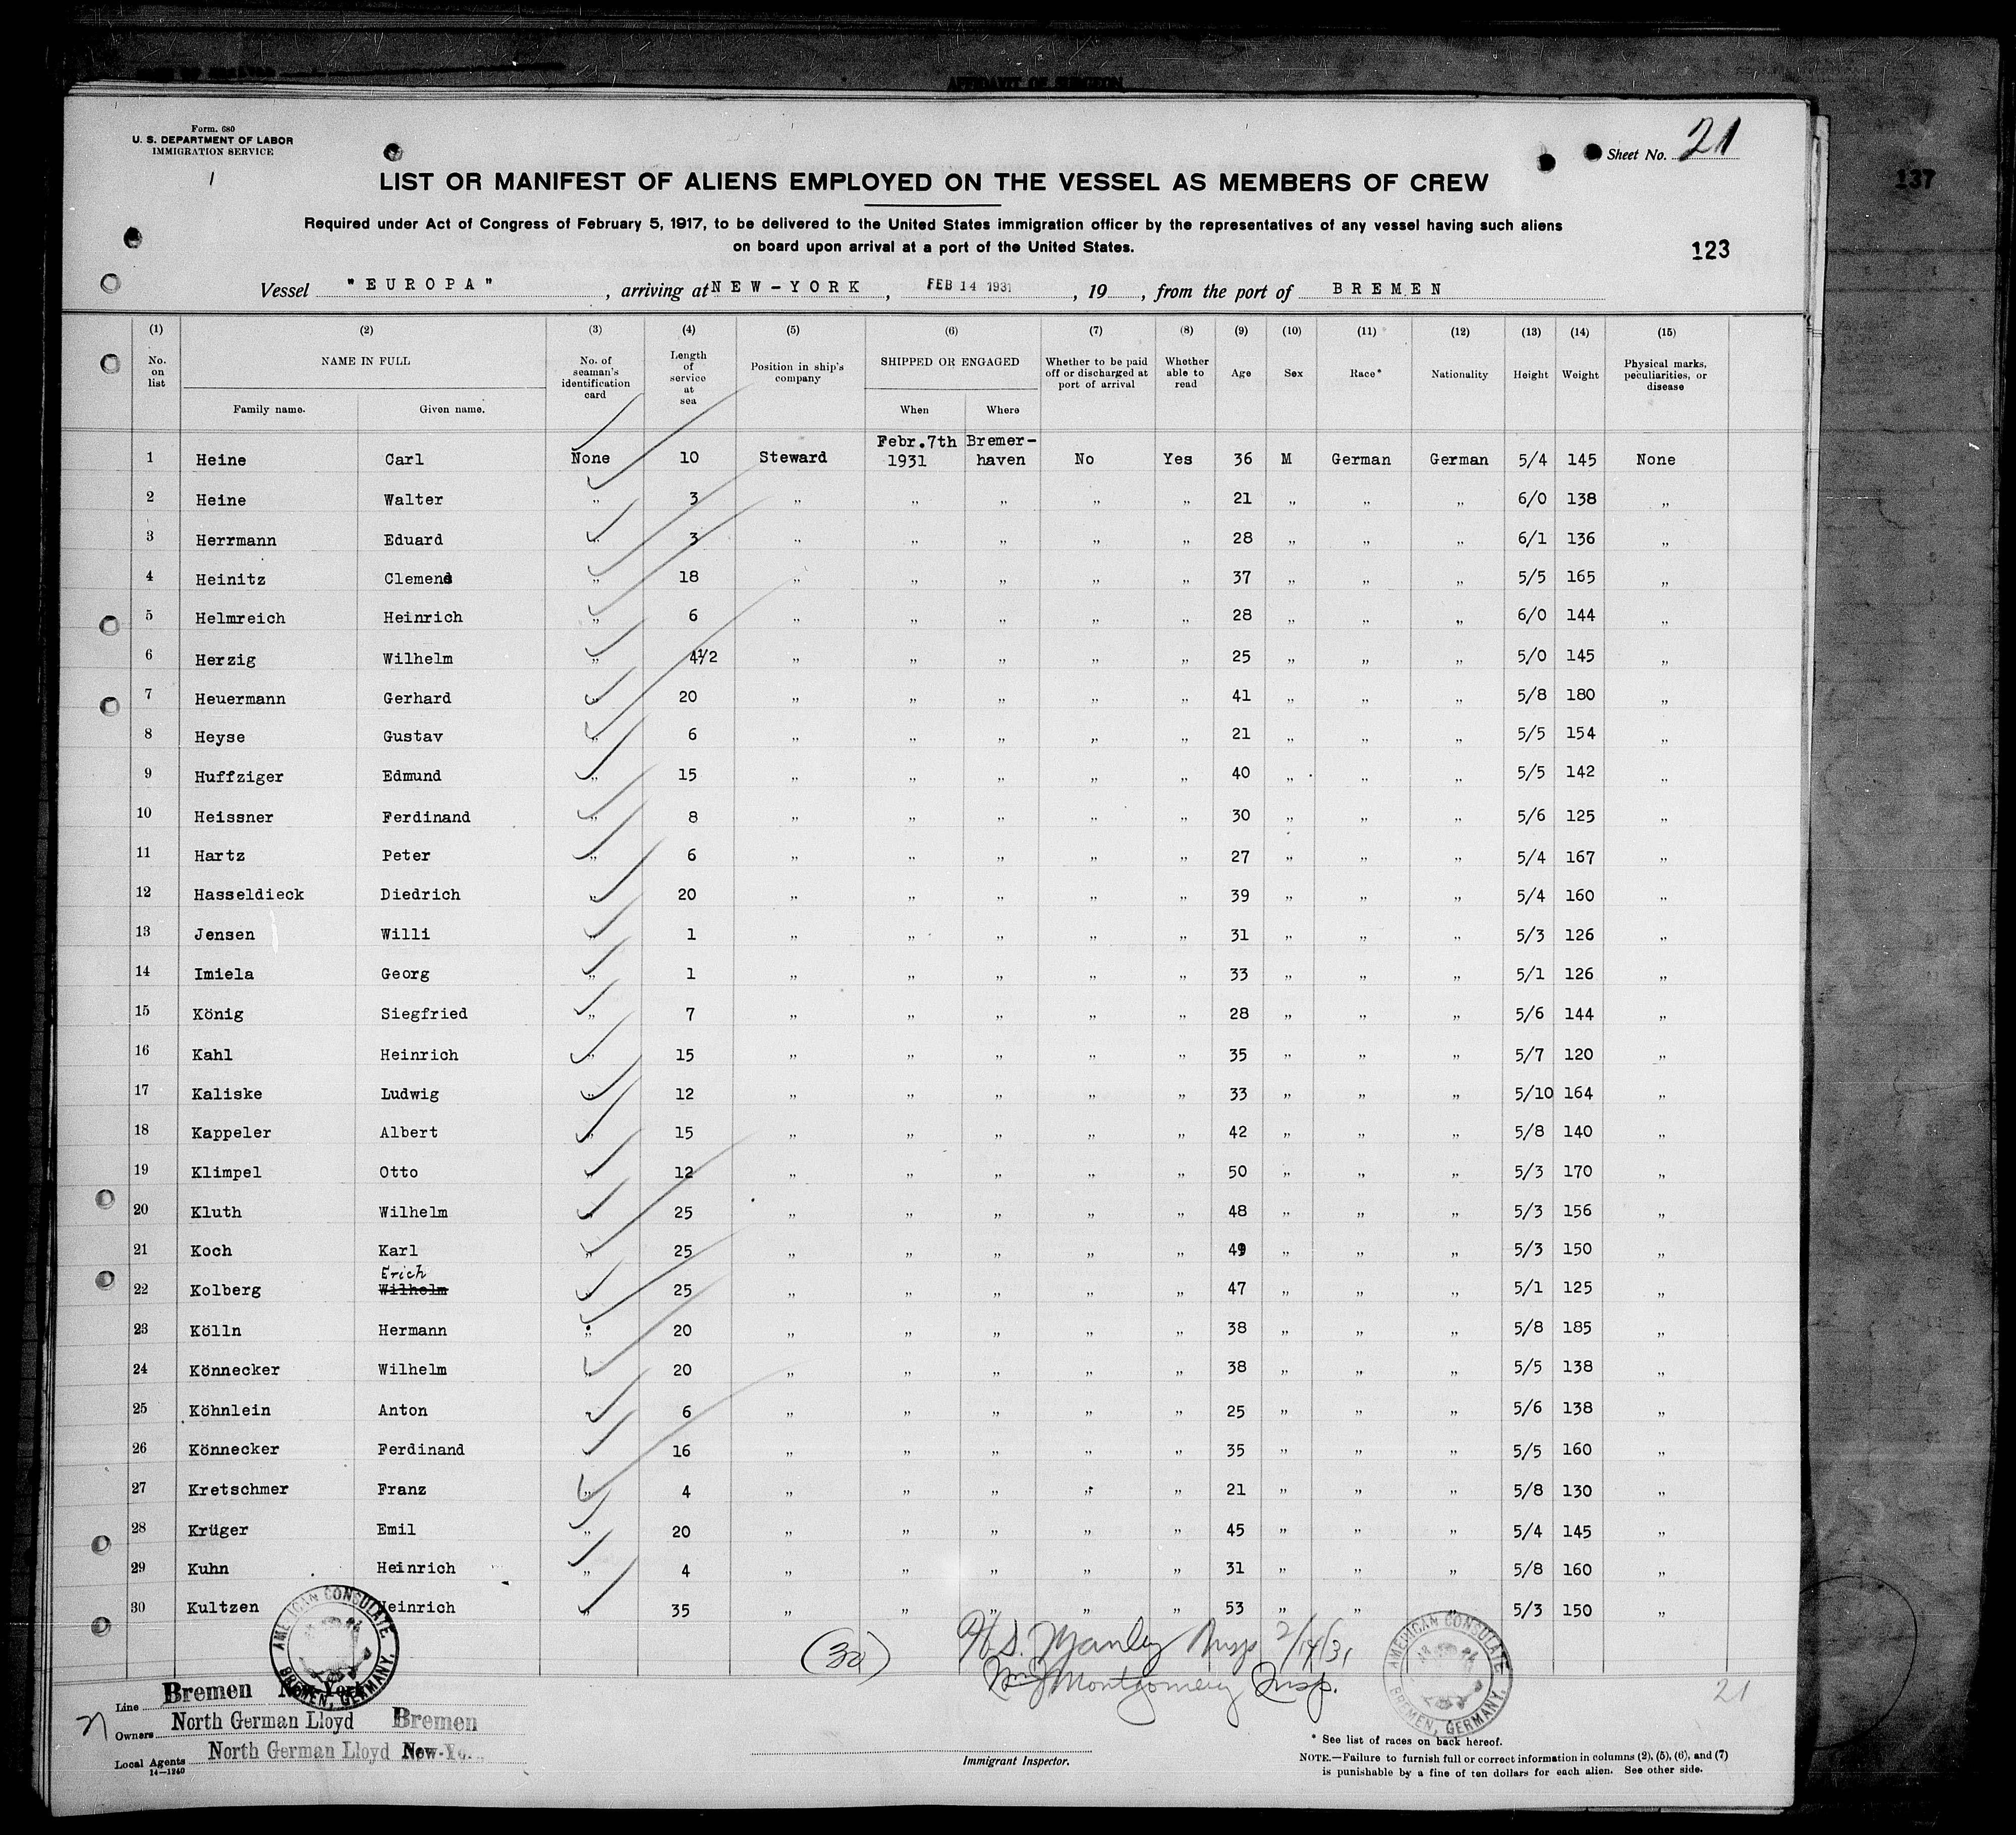 AFFIDAVIT OF SURGEON
Form. 680
U. S. DEPARTMENT OF LABOR
IMMIGRATION SERVICE
Sheet No. 21
137
LIST OR MANIFEST OF ALIENS EMPLOYED ON THE VESSEL AS MEMBERS OF CREW
Required under Act of Congress of February 5, 1917, to be delivered to the United States immigration officer by the representatives of any vessel having such aliens
on board upon arrival at a port of the United States.
123
Vessel "EUROPA", arriving at NEW-YORK, FEB 14 1931, 19 , from the port of BREMEN
(1) (2) (3) (4) (5) (6) (7) (8) (9) (10) (11) (12) (13) (14) (15)
No. on list NAME IN FULL No. of seaman's identification card Length of service at sea Position in ship's company SHIPPED OR ENGAGED Whether to be paid off or discharged at port of arrival Whether able to read Age Sex Race* Nationality Height Weight Physical marks, peculiarities, or disease
Family name. Given name. When Where
1 Heine Carl None 10 Steward Febr.7th 1931 Bremer-haven No Yes 36 M German German 5/4 145 None
2 Heine Walter „ 3 „ „ „ „ „ 21 „ „ „ 6/0 138 „
3 Herrmann Eduard „ 3 „ „ „ „ „ 28 „ „ „ 6/1 136 „
4 Heinitz Clemens „ 18 „ „ „ „ „ 37 „ „ „ 5/5 165 „
5 Helmreich Heinrich „ 6 „ „ „ „ „ 28 „ „ „ 6/0 144 „
6 Herzig Wilhelm „ 4½ „ „ „ „ „ 25 „ „ „ 5/0 145 „
7 Heuermann Gerhard „ 20 „ „ „ „ „ 41 „ „ „ 5/8 180 „
8 Heyse Gustav „ 6 „ „ „ „ „ 21 „ „ „ 5/5 154 „
9 Huffziger Edmund „ 15 „ „ „ „ „ 40 „ „ „ 5/5 142 „
10 Heissner Ferdinand „ 8 „ „ „ „ „ 30 „ „ „ 5/6 125 „
11 Hartz Peter „ 6 „ „ „ „ „ 27 „ „ „ 5/4 167 „
12 Hasseldieck Diedrich „ 20 „ „ „ „ „ 39 „ „ „ 5/4 160 „
13 Jensen Willi „ 1 „ „ „ „ „ 31 „ „ „ 5/3 126 „
14 Imiela Georg „ 1 „ „ „ „ „ 33 „ „ „ 5/1 126 „
15 König Siegfried „ 7 „ „ „ „ „ 28 „ „ „ 5/6 144 „
16 Kahl Heinrich „ 15 „ „ „ „ „ 35 „ „ „ 5/7 120 „
17 Kaliske Ludwig „ 12 „ „ „ „ „ 33 „ „ „ 5/10 164 „
18 Kappeler Albert „ 15 „ „ „ „ „ 42 „ „ „ 5/8 140 „
19 Klimpel Otto „ 12 „ „ „ „ „ 50 „ „ „ 5/3 170 „
20 Kluth Wilhelm „ 25 „ „ „ „ „ 48 „ „ „ 5/3 156 „
21 Koch Karl „ 25 „ „ „ „ „ 49 „ „ „ 5/3 150 „
Erich
22 Kolberg Wilhelm „ 25 „ „ „ „ „ 47 „ „ „ 5/1 125 „
23 Kölln Hermann „ 20 „ „ „ „ „ 38 „ „ „ 5/8 185 „
24 Könnecker Wilhelm „ 20 „ „ „ „ „ 38 „ „ „ 5/5 138 „
25 Köhnlein Anton „ 6 „ „ „ „ „ 25 „ „ „ 5/6 138 „
26 Könnecker Ferdinand „ 16 „ „ „ „ „ 35 „ „ „ 5/5 160 „
27 Kretschmer Franz „ 4 „ „ „ „ „ 21 „ „ „ 5/8 130 „
28 Krüger Emil „ 20 „ „ „ „ „ 45 „ „ „ 5/4 145 „
29 Kuhn Heinrich „ 4 „ „ „ „ „ 31 „ „ „ 5/8 160 „
30 Kultzen Heinrich „ 35 „ „ „ „ „ 53 „ „ „ 5/3 150 „
AMERICAN CONSULATE BREMEN, GERMANY.
(30)
H. S. Manley Insp 2/14/31
Montgomery Insp.
AMERICAN CONSULATE BREMEN, GERMANY.
21
Line Bremen New York
Owners North German Lloyd Bremen
Local Agents North German Lloyd New-Yo
14—1240
Immigrant Inspector.
* See list of races on back hereof.
NOTE.—Failure to furnish full or correct information in columns (2), (5), (6), and (7)
is punishable by a fine of ten dollars for each alien. See other side.